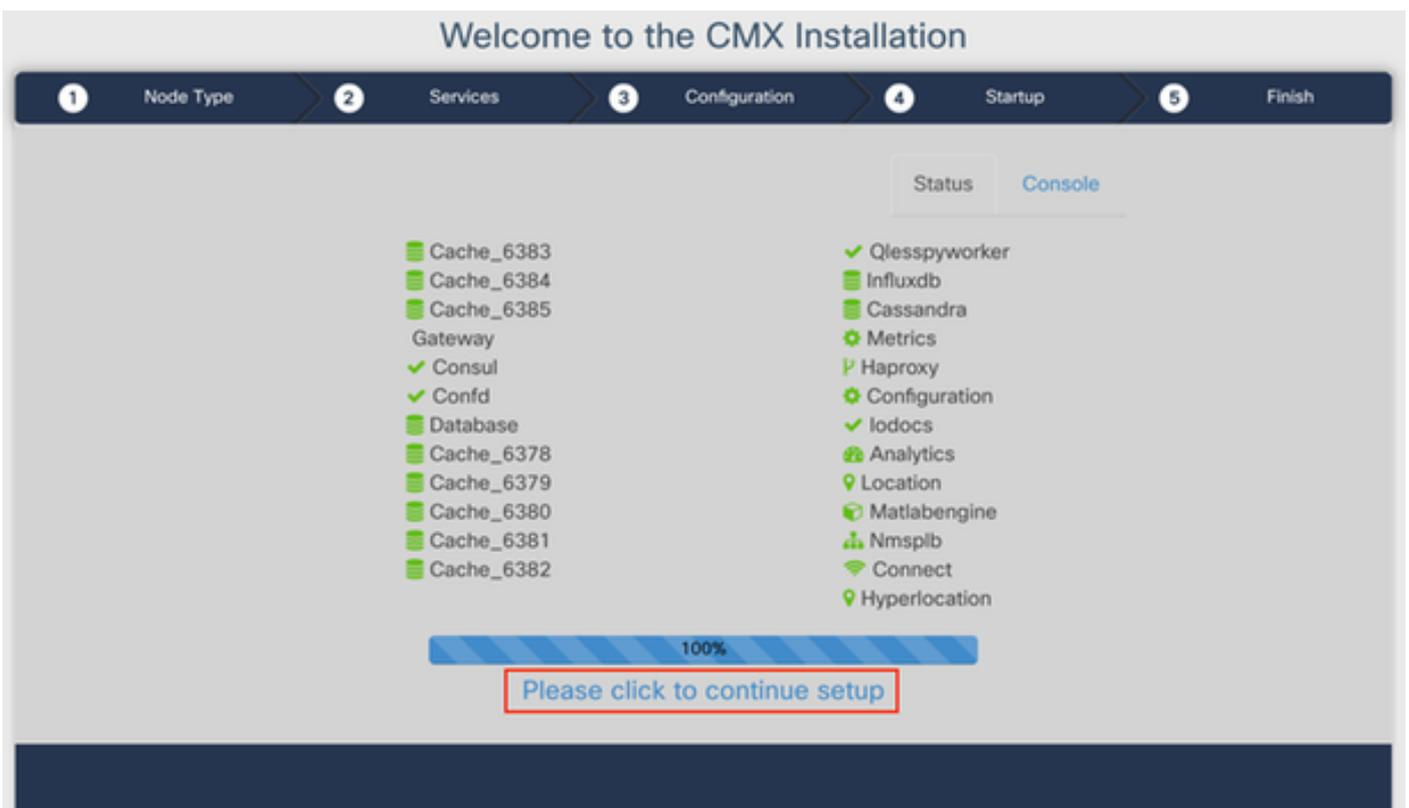 Welcome to the CMX Installation
1 Node Type 2 Services 3 Configuration 4 Startup 5 Finish
Status Console
Cache_6383
Cache_6384
Cache_6385
Gateway
Consul
Confd
Database
Cache_6378
Cache_6379
Cache_6380
Cache_6381
Cache_6382
Qlesspyworker
Influxdb
Cassandra
Metrics
Haproxy
Configuration
Iodocs
Analytics
Location
Matlabengine
Nmsplb
Connect
Hyperlocation
100%
Please click to continue setup